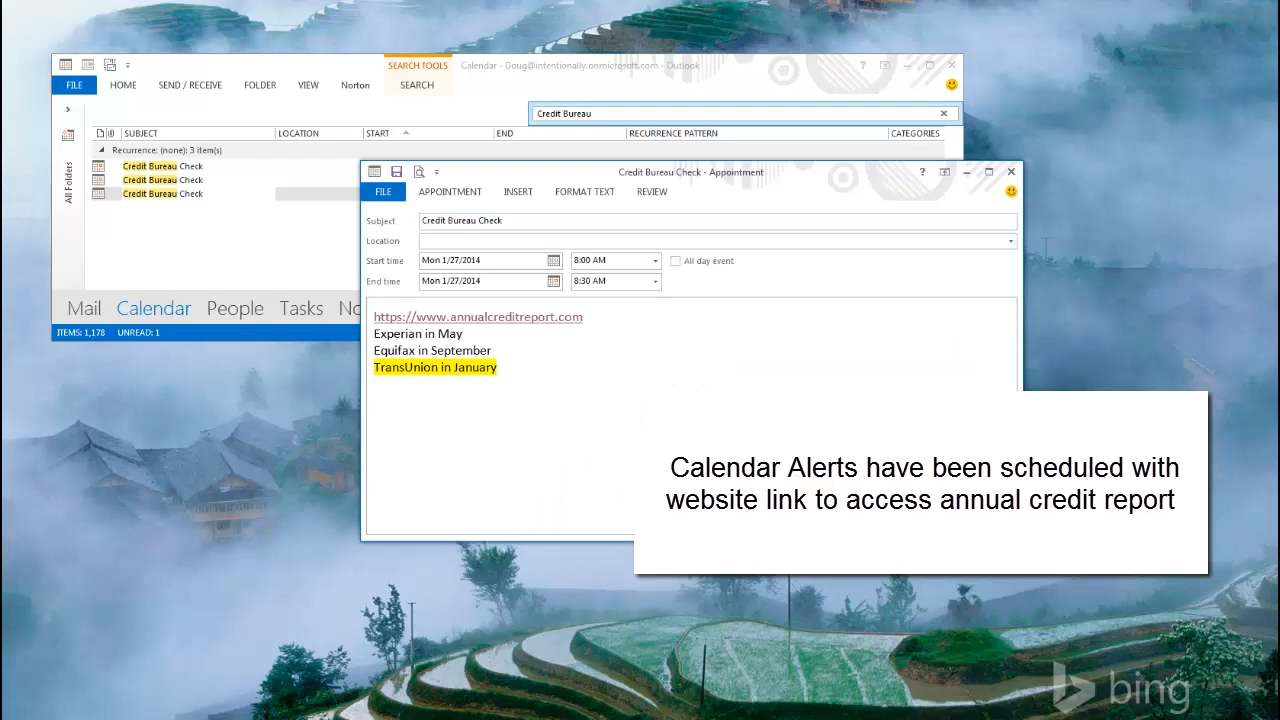 SEARCH TOOLS
Calendar - Doug@intentionally.onmicrosoft.com - Outlook
?
FILE HOME SEND / RECEIVE FOLDER VIEW Norton SEARCH
Credit Bureau
SUBJECT LOCATION START END RECURRENCE PATTERN CATEGORIES
Recurrence: (none): 3 item(s)
Credit Bureau Check
Credit Bureau Check
Credit Bureau Check
All Folders
Mail Calendar People Tasks No
ITEMS: 1,178 UNREAD: 1
Credit Bureau Check - Appointment
?
FILE APPOINTMENT INSERT FORMAT TEXT REVIEW
Subject Credit Bureau Check
Location
Start time Mon 1/27/2014 8:00 AM All day event
End time Mon 1/27/2014 8:30 AM
https://www.annualcreditreport.com
Experian in May
Equifax in September
TransUnion in January
Calendar Alerts have been scheduled with
website link to access annual credit report
bing